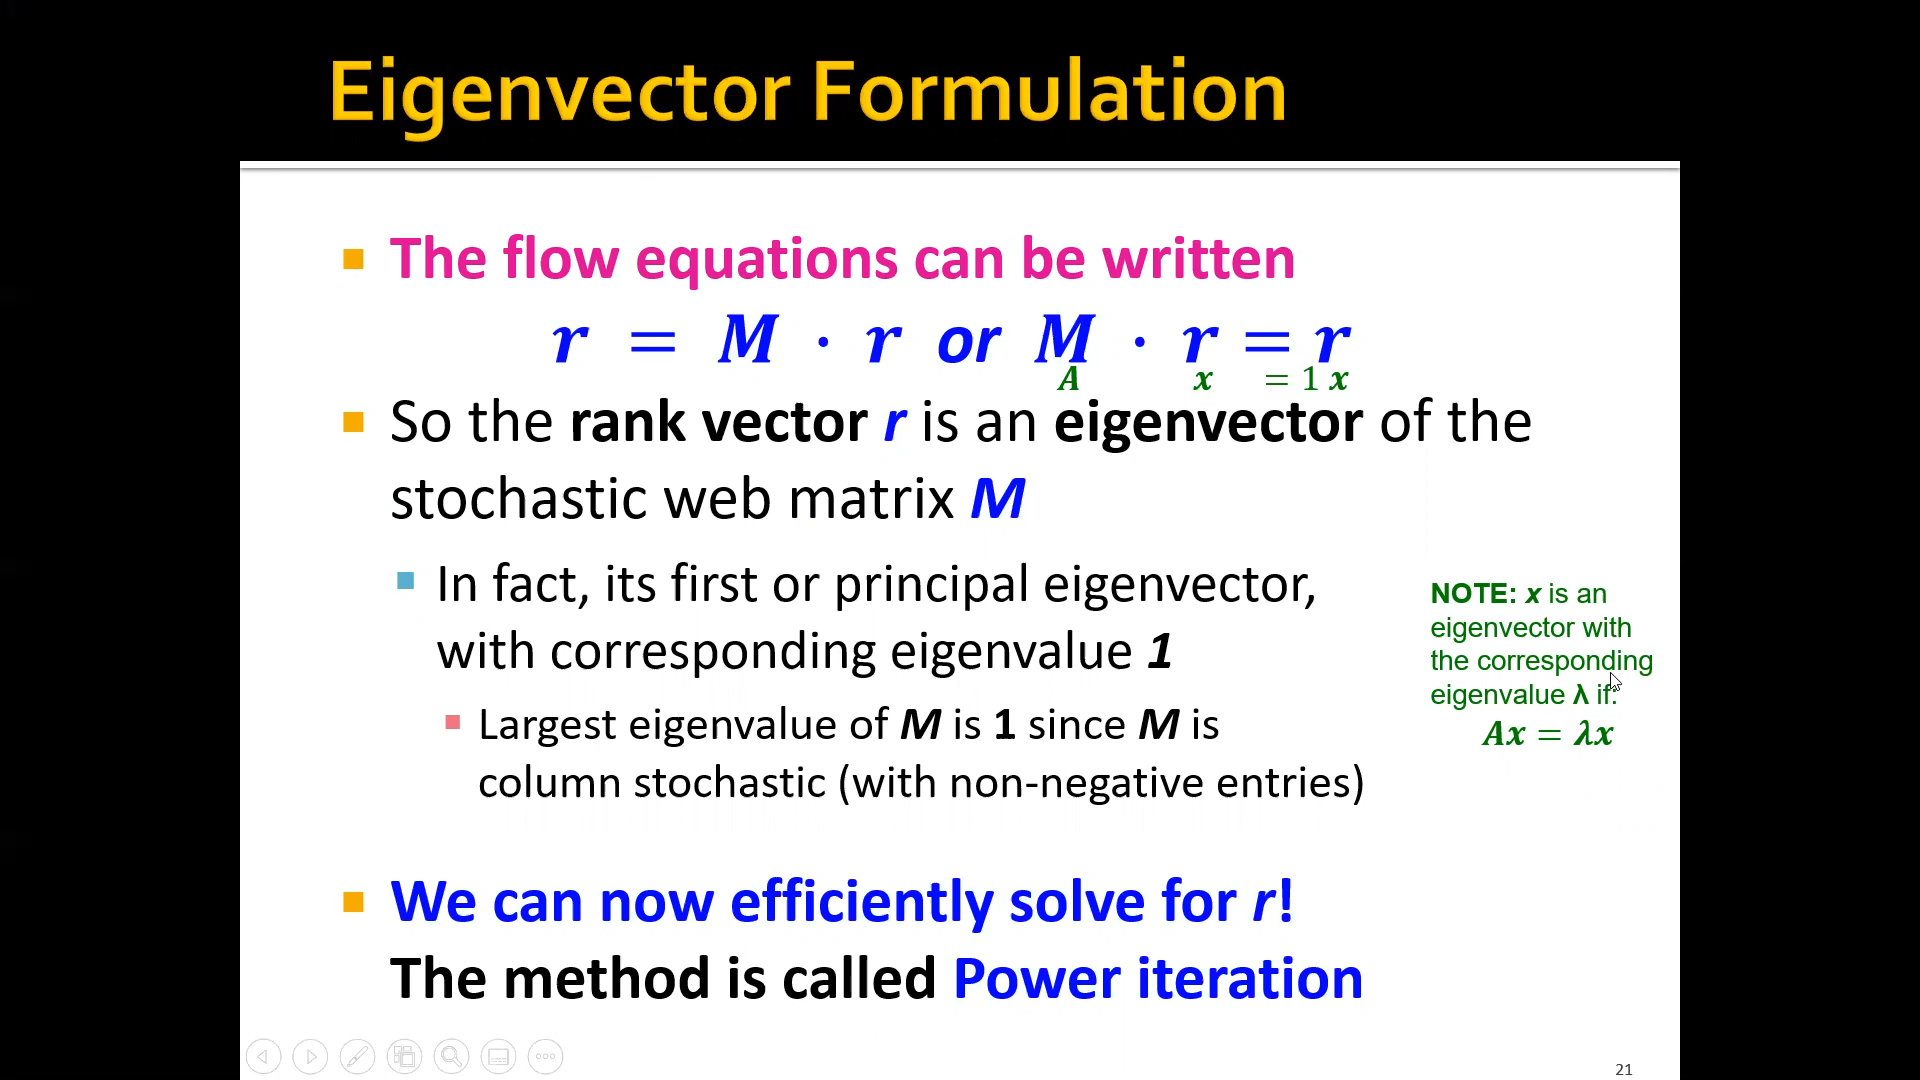 Eigenvector Formulation
The flow equations can be written
r = M · r or M · r = r
A x = 1 x
So the rank vector r is an eigenvector of the
stochastic web matrix M
In fact, its first or principal eigenvector,
with corresponding eigenvalue 1
Largest eigenvalue of M is 1 since M is
column stochastic (with non-negative entries)
NOTE: x is an
eigenvector with
the corresponding
eigenvalue λ if:
Ax = λx
We can now efficiently solve for r!
The method is called Power iteration
21